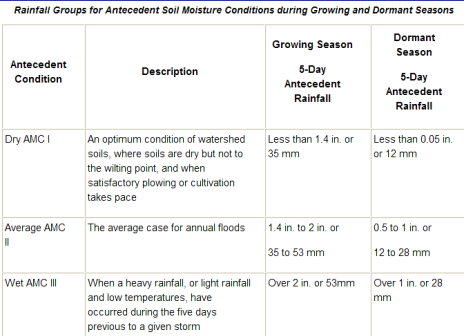 Rainfall Groups for Antecedent Soil Moisture Conditions during Growing and Dormant Seasons
Antecedent
Condition
Description
Growing Season
5-Day
Antecedent
Rainfall
Dormant
Season
5-Day
Antecedent
Rainfall
Dry AMC I
An optimum condition of watershed
soils, where soils are dry but not to
the wilting point, and when
satisfactory plowing or cultivation
takes pace
Less than 1.4 in. or
35 mm
Less than 0.05 in.
or 12 mm
Average AMC
II
The average case for annual floods
1.4 in. to 2 in. or
35 to 53 mm
0.5 to 1 in. or
12 to 28 mm
Wet AMC III
When a heavy rainfall, or light rainfall
and low temperatures, have
occurred during the five days
previous to a given storm
Over 2 in. or 53mm
Over 1 in. or 28
mm